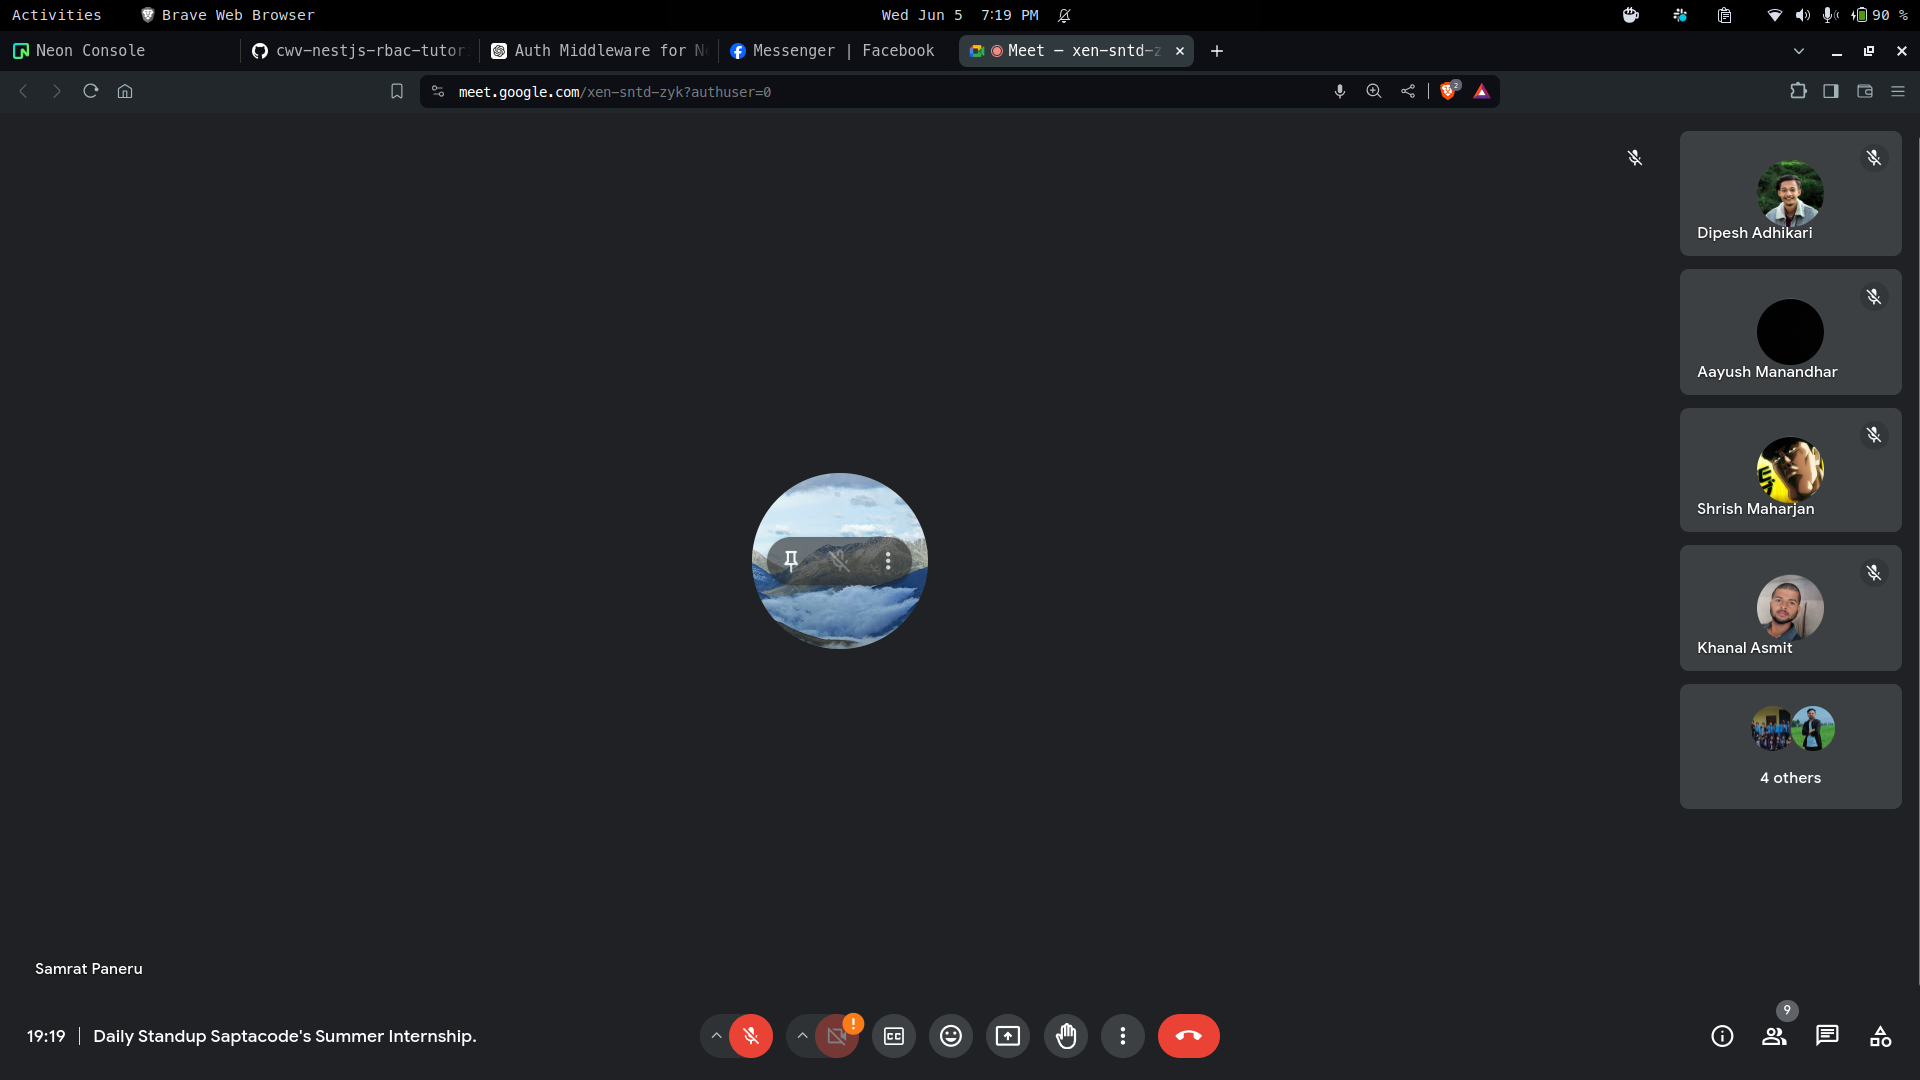 Activities
Brave Web Browser
Wed Jun 5 7:19 PM
90 %
Neon Console
cwv-nestjs-rbac-tutor
Auth Middleware for N
Messenger | Facebook
Meet – xen-sntd-z
meet.google.com/xen-sntd-zyk?authuser=0
2
Dipesh Adhikari
Aayush Manandhar
Shrish Maharjan
Khanal Asmit
4 others
Samrat Paneru
19:19
Daily Standup Saptacode's Summer Internship.
CC
9